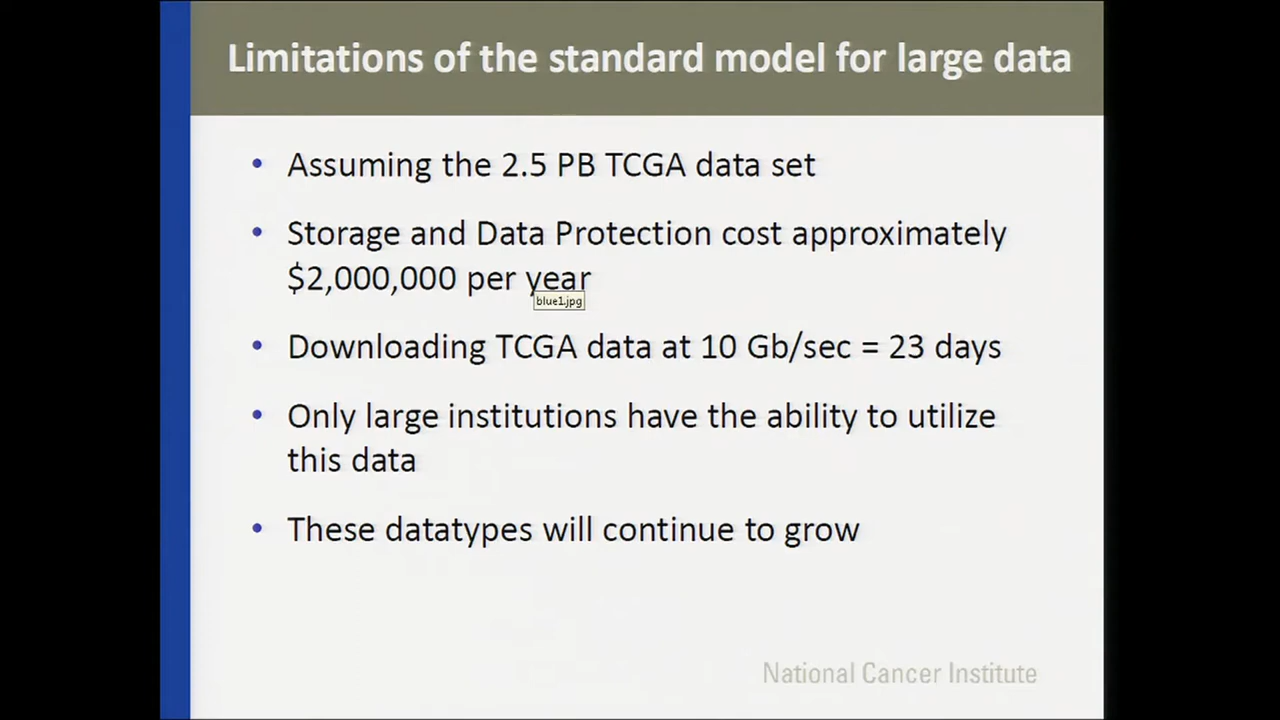 Limitations of the standard model for large data
• Assuming the 2.5 PB TCGA data set
• Storage and Data Protection cost approximately
$2,000,000 per year
blue1.jpg
• Downloading TCGA data at 10 Gb/sec = 23 days
• Only large institutions have the ability to utilize
this data
• These datatypes will continue to grow
National Cancer Institute